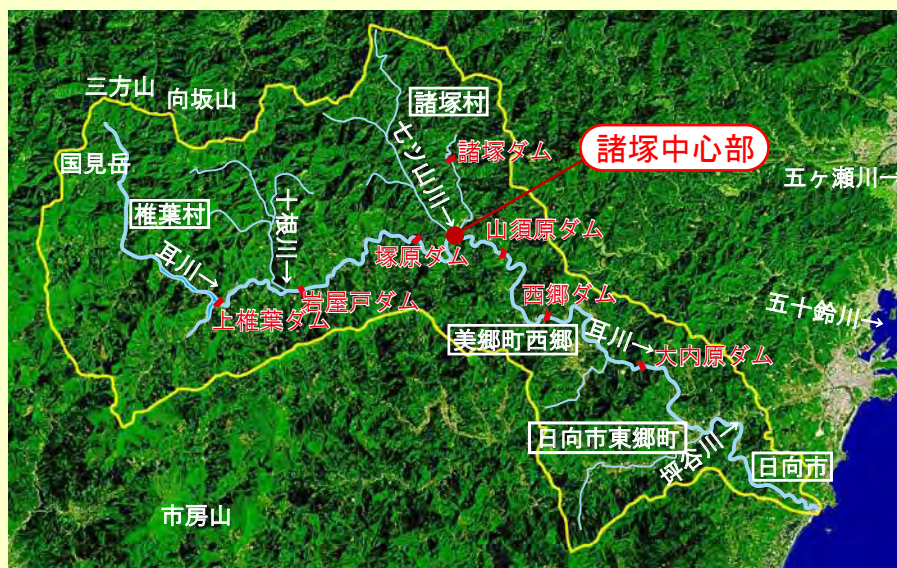 三方山
向坂山
諸塚村
国見岳
七ツ山川→
諸塚ダム
諸塚中心部
五ヶ瀬川→
椎葉村
十根川→
山須原ダム
耳川→
塚原ダム
岩屋戸ダム
上椎葉ダム
西郷ダム
五十鈴川→
美郷町西郷
耳川→
大内原ダム
日向市東郷町
坪谷川→
日向市
市房山